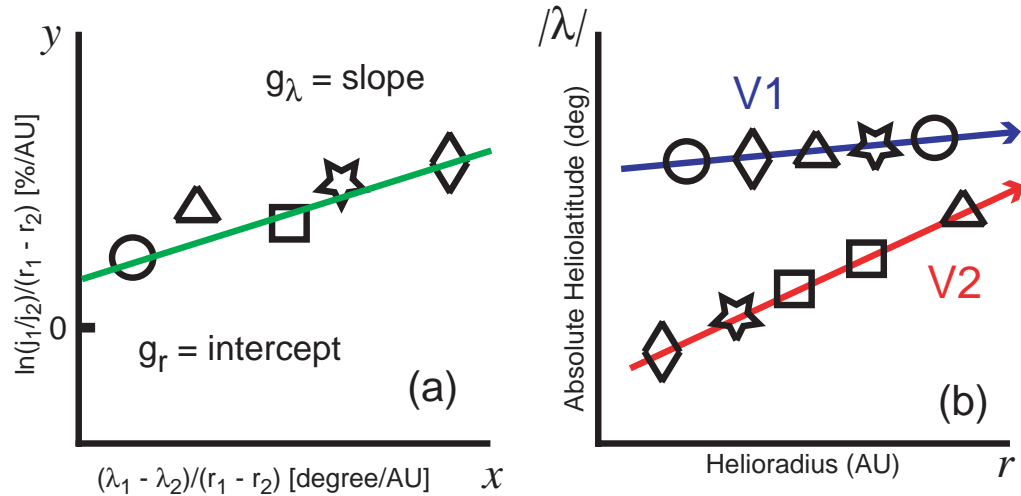 y
ln(j₁/j₂)/(r₁ - r₂) [%/AU]
g_λ = slope
0
g_r = intercept
(a)
(λ₁ - λ₂)/(r₁ - r₂) [degree/AU]
x
/λ/
Absolute Heliolatitude (deg)
V1
V2
(b)
Helioradius (AU)
r